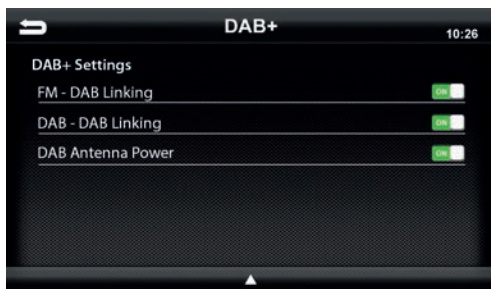 DAB+
10:26
DAB+ Settings
FM - DAB Linking
ON
DAB - DAB Linking
ON
DAB Antenna Power
ON